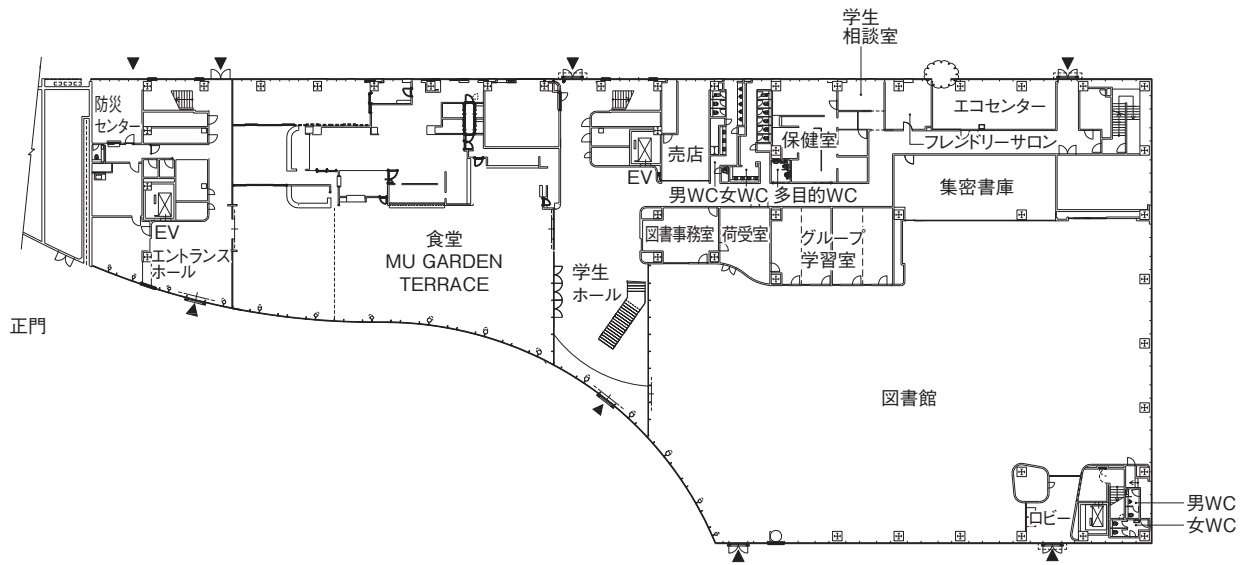 学生
相談室
防災
センター
エコセンター
フレンドリーサロン
保健室
売店
EV
男WC
女WC
多目的WC
集密書庫
図書事務室
荷受室
グループ
学習室
EV
エントランス
ホール
食堂
MU GARDEN
TERRACE
学生
ホール
正門
図書館
ロビー
男WC
女WC